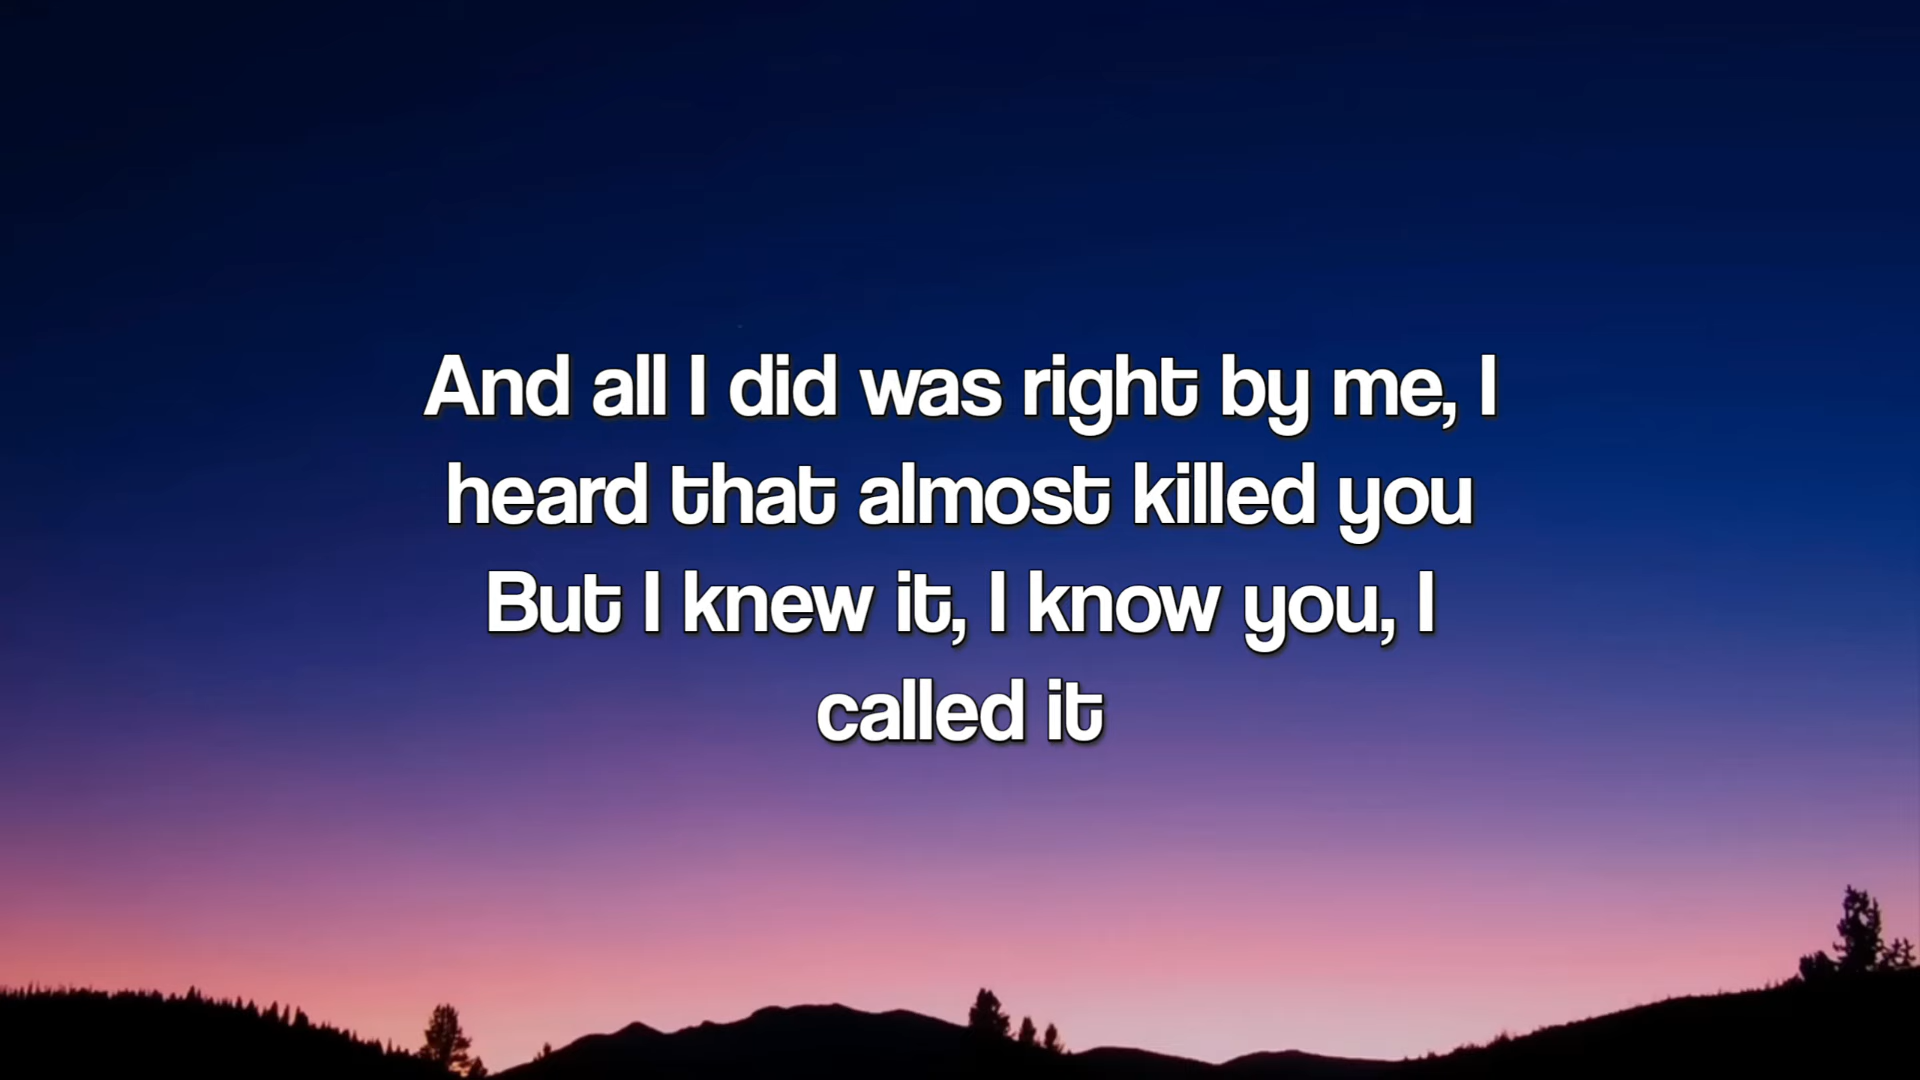 And all I did was right by me, I
heard that almost killed you
But I knew it, I know you, I
called it